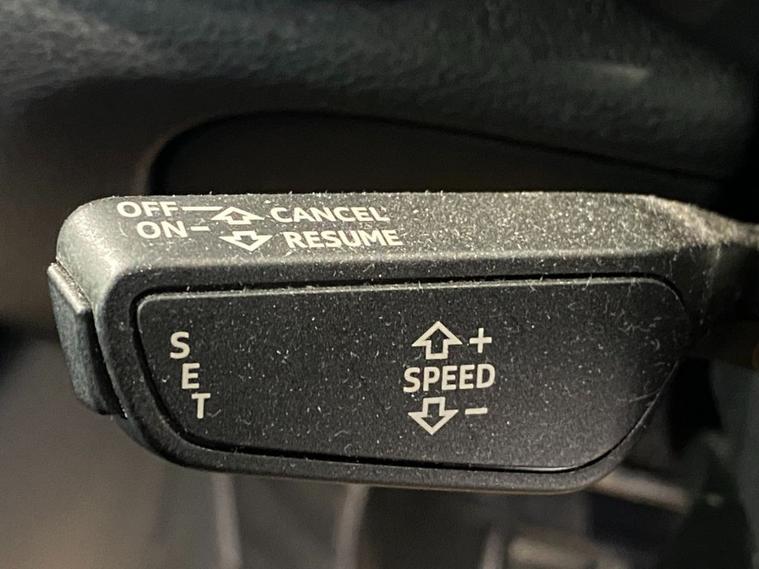 OFF CANCEL
ON RESUME
SET
+
SPEED
-